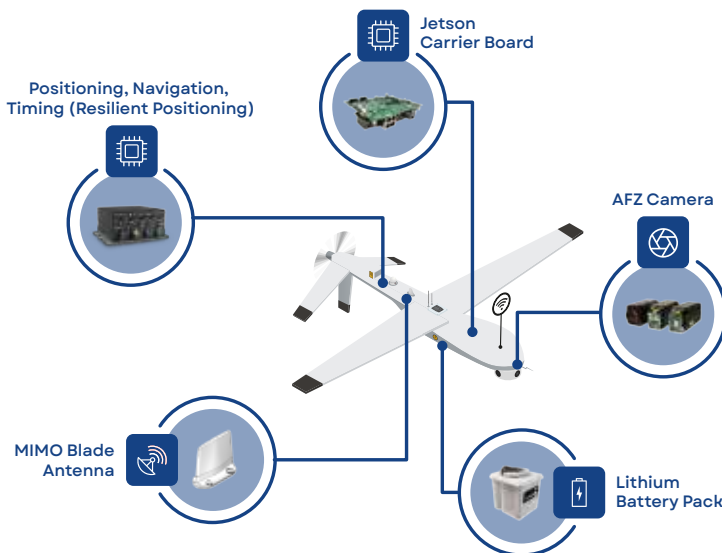 Jetson
Carrier Board
Positioning, Navigation,
Timing (Resilient Positioning)
AFZ Camera
MIMO Blade
Antenna
Lithium
Battery Pack